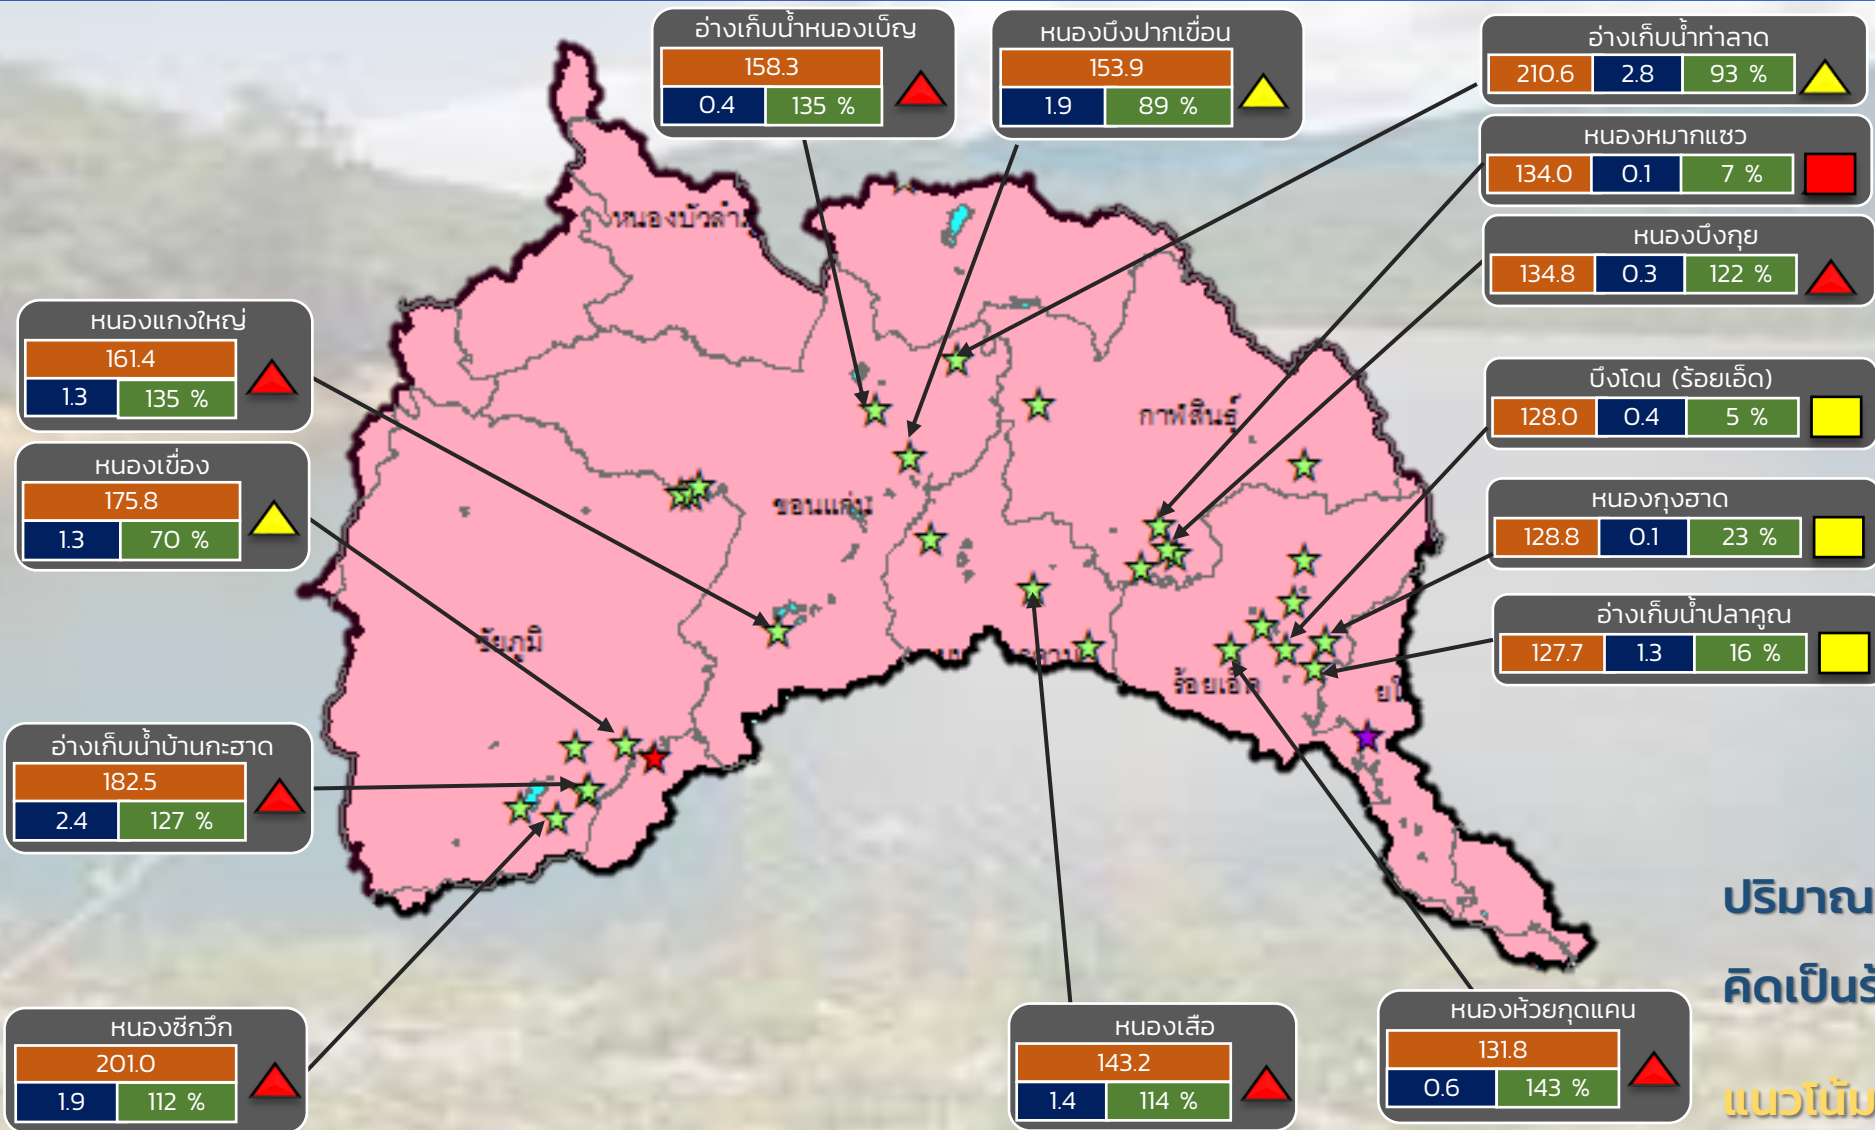 อ่างเก็บน้ำหนองเบ็ญ
158.3
0.4 135 %
หนองบึงปากเขื่อน
153.9
1.9 89 %
อ่างเก็บน้ำท่าลาด
210.6 2.8 93 %
หนองหมากแซว
134.0 0.1 7 %
หนองบึงกุย
134.8 0.3 122 %
บึงโดน (ร้อยเอ็ด)
128.0 0.4 5 %
หนองกุงฮาด
128.8 0.1 23 %
อ่างเก็บน้ำปลาคูณ
127.7 1.3 16 %
หนองแกงใหญ่
161.4
1.3 135 %
หนองเขื่อง
175.8
1.3 70 %
อ่างเก็บน้ำบ้านกะฮาด
182.5
2.4 127 %
หนองซีกวึก
201.0
1.9 112 %
หนองเสือ
143.2
1.4 114 %
หนองห้วยกุดแคน
131.8
0.6 143 %
หนองบัวลำภู
กาฬสินธุ์
ขอนแก่น
ชัยภูมิ
ร้อยเอ็ด
ปริมาณ
คิดเป็นร้
แนวโน้ม